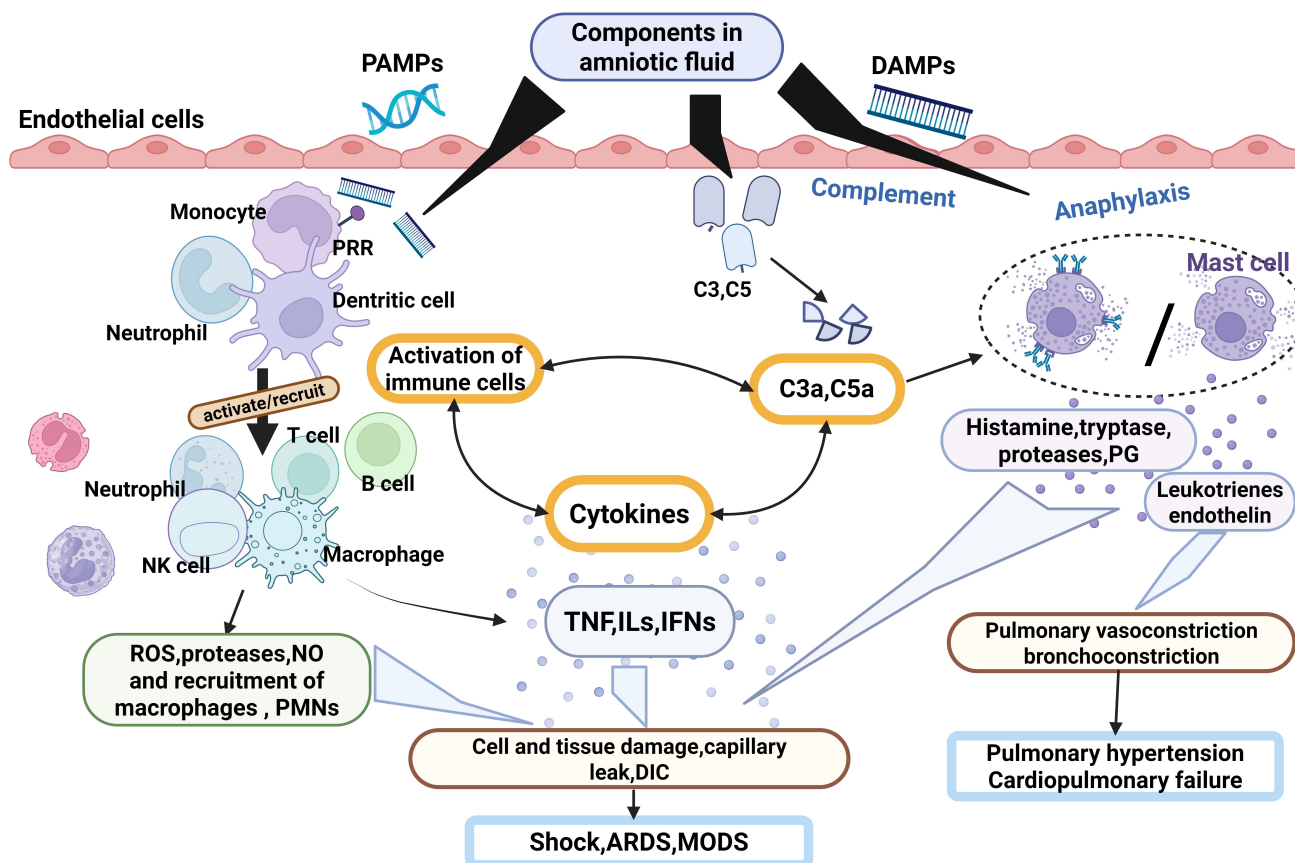 Components in
amniotic fluid
PAMPs
DAMPs
Endothelial cells
Complement
Anaphylaxis
Monocyte
PRR
Mast cell
Dentritic cell
C3,C5
Neutrophil
Activation of
immune cells
C3a,C5a
activate/recruit
T cell
B cell
Histamine,tryptase,
proteases,PG
Neutrophil
Cytokines
Leukotrienes
endothelin
NK cell
Macrophage
TNF,ILs,IFNs
ROS,proteases,NO
and recruitment of
macrophages , PMNs
Pulmonary vasoconstriction
bronchoconstriction
Cell and tissue damage,capillary
leak,DIC
Pulmonary hypertension
Cardiopulmonary failure
Shock,ARDS,MODS